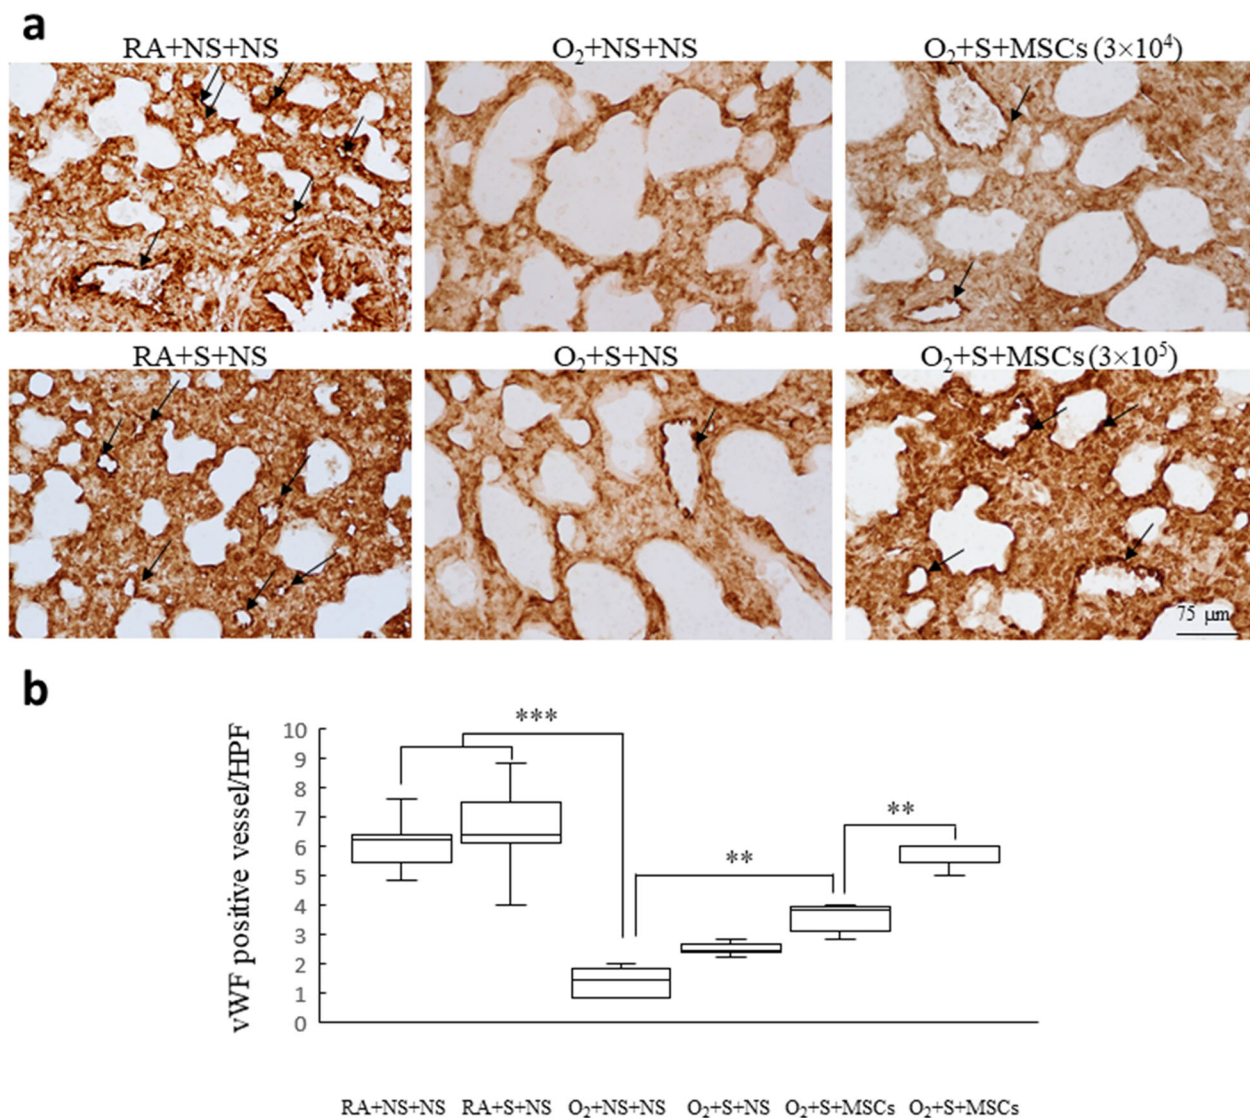 a
RA+NS+NS
O₂+NS+NS
O₂+S+MSCs (3×10⁴)
RA+S+NS
O₂+S+NS
O₂+S+MSCs (3×10⁵)
75 μm
b
vWF positive vessel/HPF
10
9
8
7
6
5
4
3
2
1
0
***
**
**
RA+NS+NS RA+S+NS O₂+NS+NS O₂+S+NS O₂+S+MSCs O₂+S+MSCs